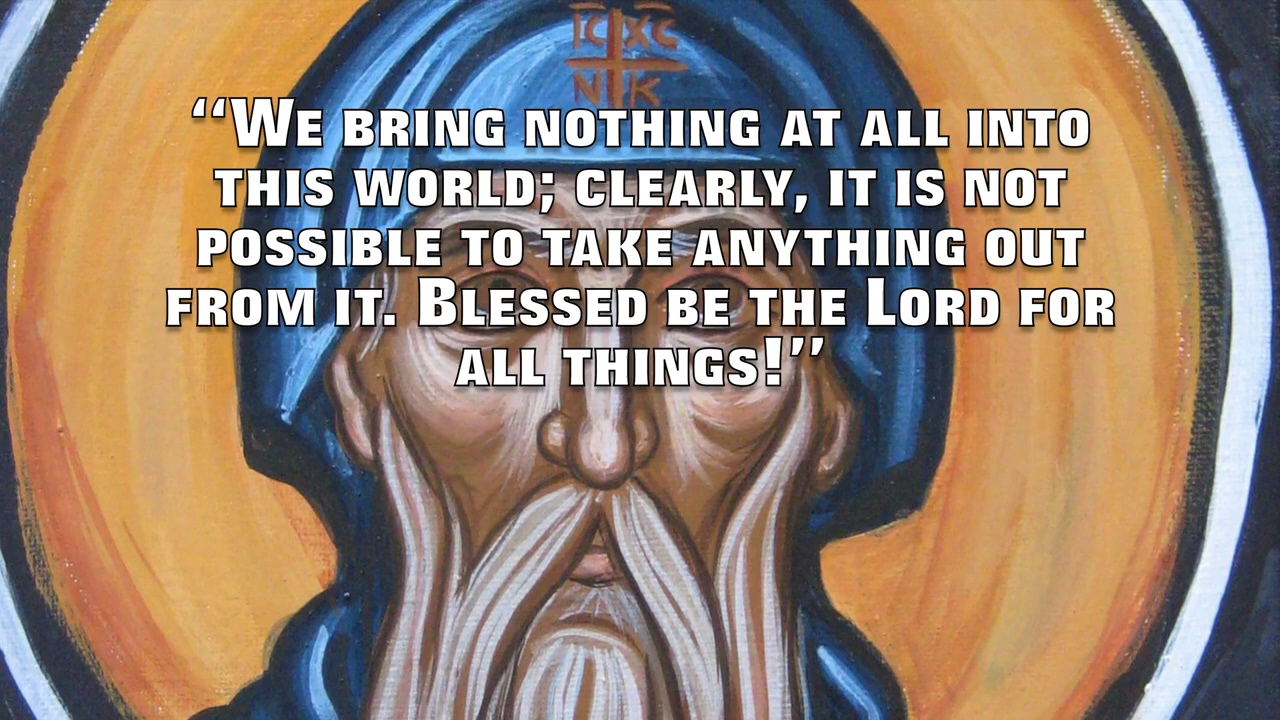 IC XC
N K
“We bring nothing at all into
this world; clearly, it is not
possible to take anything out
from it. Blessed be the Lord for
all things!”